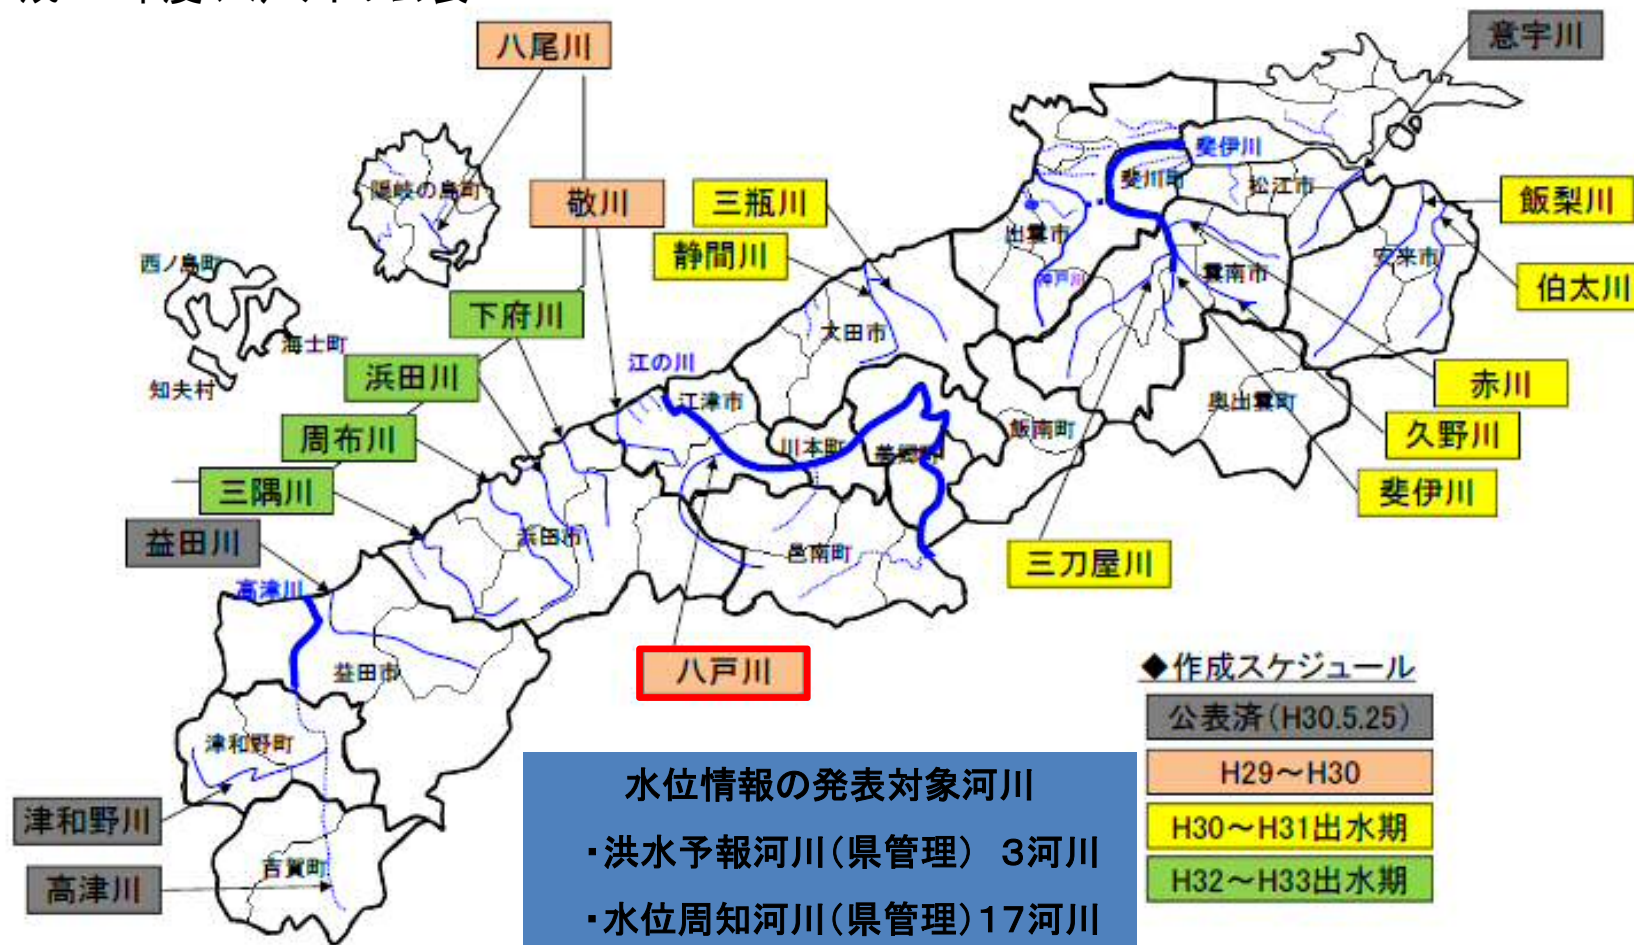 八尾川
意宇川
斐伊川
隠岐の島町
敬川
三瓶川
斐川町
松江市
飯梨川
静間川
出雲市
安来市
西ノ島町
神戸川
雲南市
伯太川
下府川
海士町
大田市
浜田川
江の川
知夫村
赤川
江津市
奥出雲町
周布川
川本町
美郷町
飯南町
久野川
三隅川
斐伊川
益田川
浜田市
邑南町
三刀屋川
高津川
益田市
八戸川
◆作成スケジュール
公表済(H30.5.25)
津和野町
H29～H30
水位情報の発表対象河川
津和野川
H30～H31出水期
・洪水予報河川(県管理) 3河川
吉賀町
高津川
H32～H33出水期
・水位周知河川(県管理)17河川